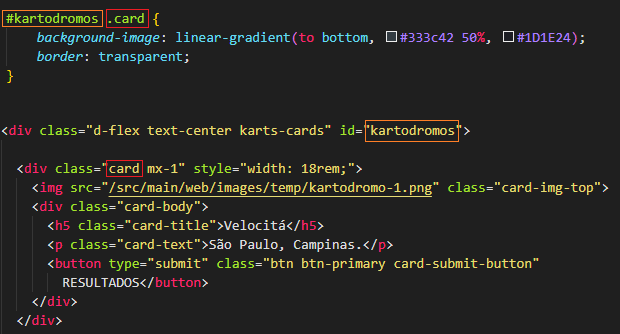 #kartodromos .card {
background-image: linear-gradient(to bottom, #333c42 50%, #1D1E24);
border: transparent;
}
<div class="d-flex text-center karts-cards" id="kartodromos">
<div class="card mx-1" style="width: 18rem;">
<img src="/src/main/web/images/temp/kartodromo-1.png" class="card-img-top">
<div class="card-body">
<h5 class="card-title">Velocitá</h5>
<p class="card-text">São Paulo, Campinas.</p>
<button type="submit" class="btn btn-primary card-submit-button"
RESULTADOS</button>
</div>
</div>